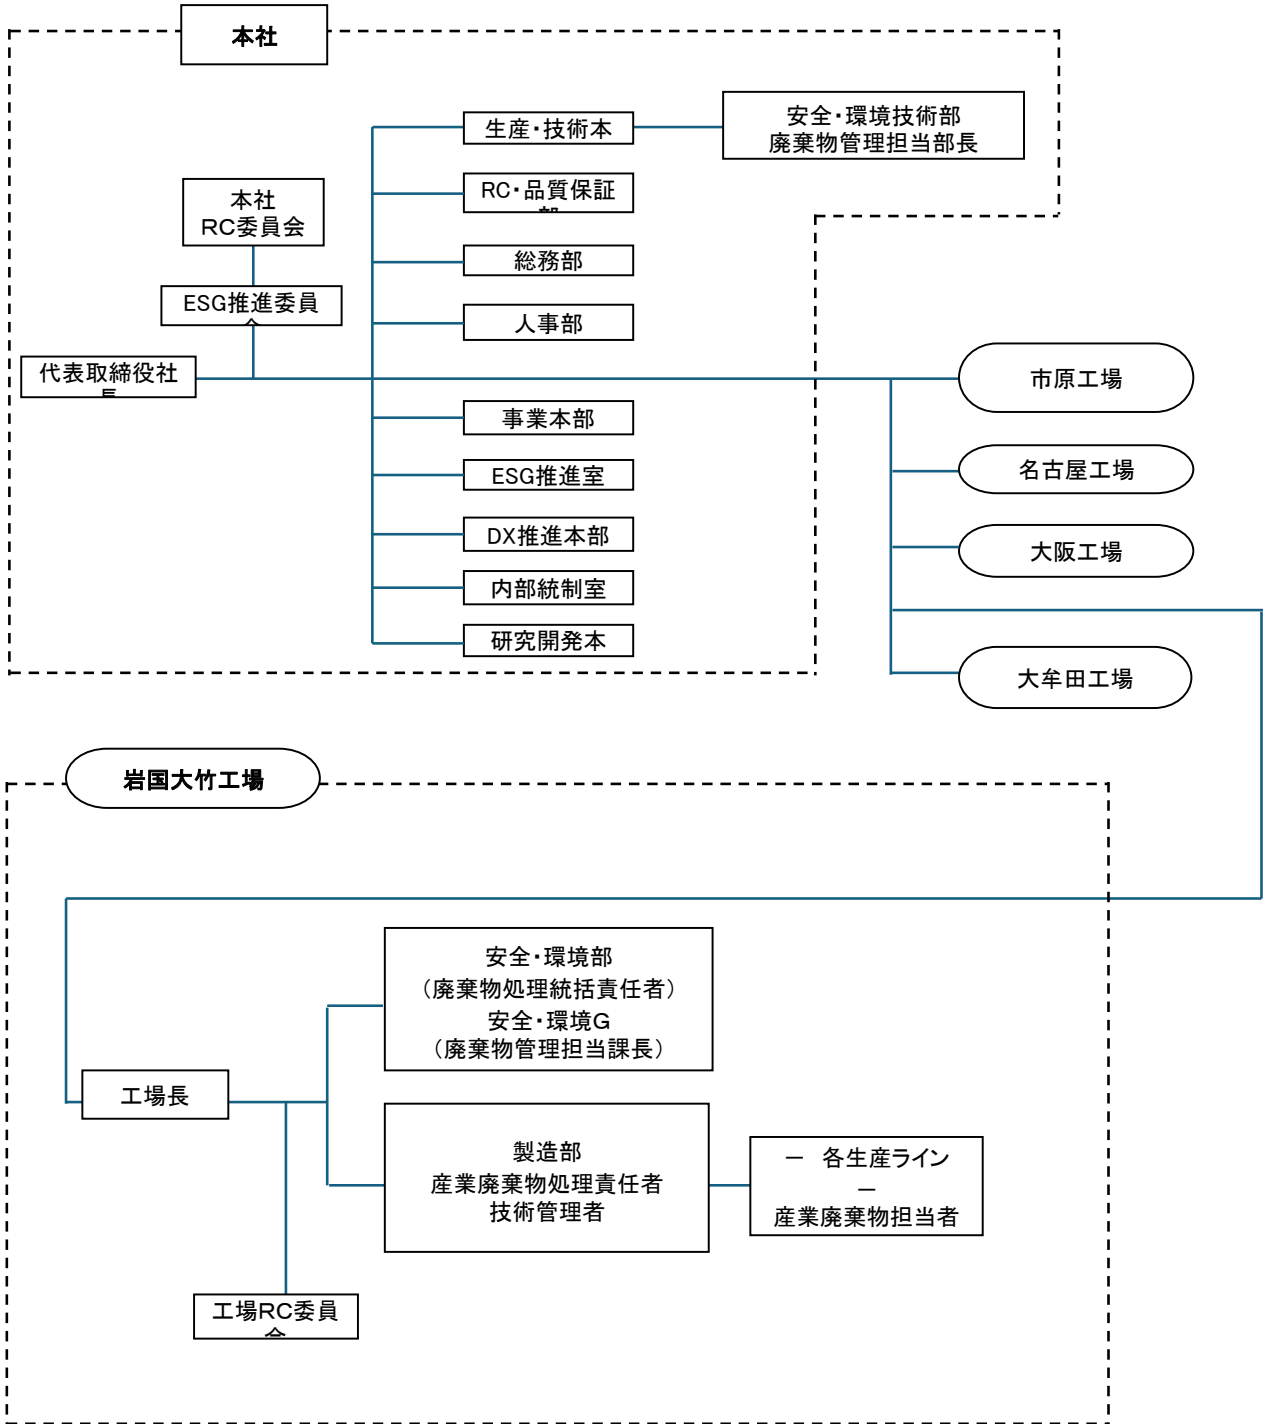 本社
生産・技術本
安全・環境技術部
廃棄物管理担当部長
RC・品質保証
部
本社
RC委員会
総務部
ESG推進委員
会
人事部
代表取締役社
長
市原工場
事業本部
名古屋工場
ESG推進室
DX推進本部
大阪工場
内部統制室
研究開発本
大牟田工場
岩国大竹工場
安全・環境部
（廃棄物処理統括責任者）
安全・環境G
（廃棄物管理担当課長）
工場長
製造部
産業廃棄物処理責任者
技術管理者
－ 各生産ライン
－
産業廃棄物担当者
工場RC委員
会